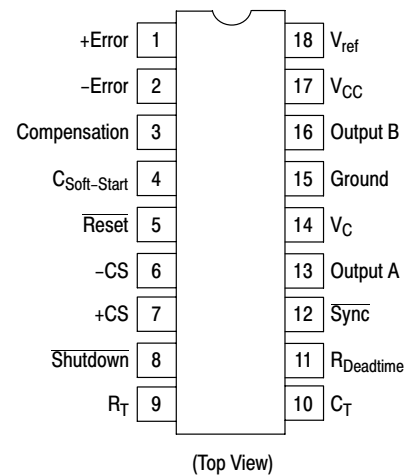 +Error 1 18 Vref
−Error 2 17 VCC
Compensation 3 16 Output B
CSoft−Start 4 15 Ground
Reset 5 14 VC
−CS 6 13 Output A
+CS 7 12 Sync
Shutdown 8 11 RDeadtime
RT 9 10 CT
(Top View)